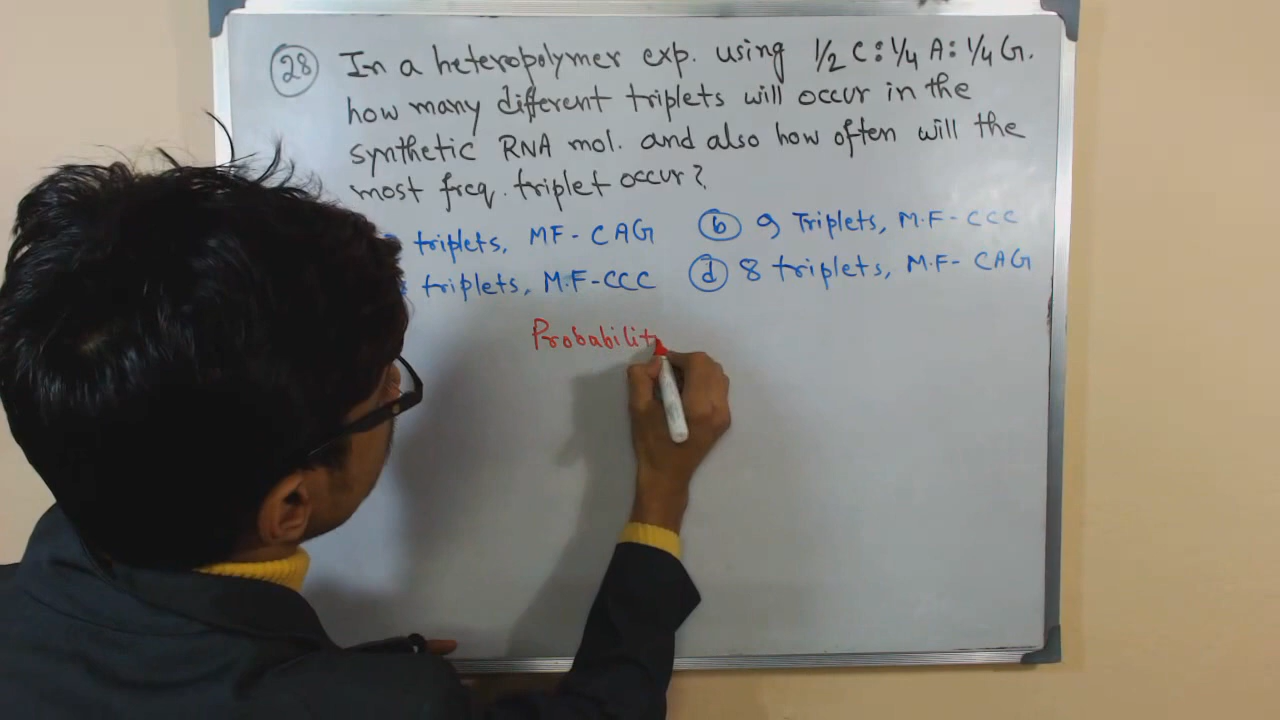 28 In a heteropolymer exp. using 1/2 C : 1/4 A : 1/4 G.
how many different triplets will occur in the
synthetic RNA mol. and also how often will the
most freq. triplet occur?
triplets, MF - CAG (b) 9 Triplets, M.F - CCC
triplets, M.F - CCC (d) 8 triplets, M.F - CAG
Probabilit